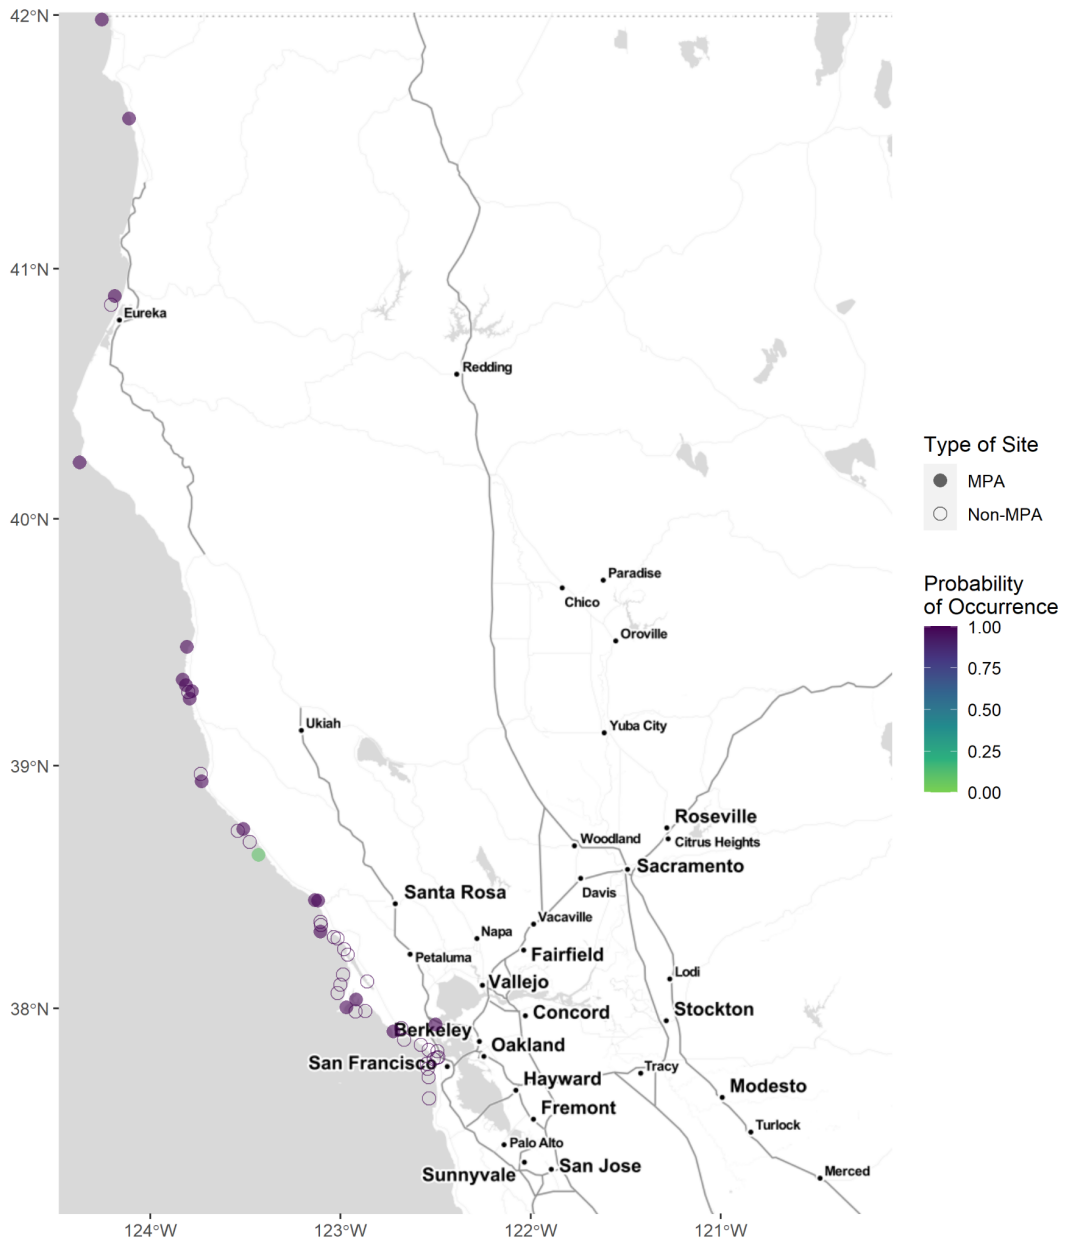 42°N
41°N
Eureka
Redding
40°N
Paradise
Chico
Oroville
Ukiah
Yuba City
39°N
Roseville
Woodland
Citrus Heights
Sacramento
Santa Rosa
Davis
Vacaville
Napa
Petaluma
Fairfield
Lodi
Vallejo
38°N
Concord
Stockton
Berkeley
Oakland
San Francisco
Tracy
Hayward
Modesto
Fremont
Turlock
Palo Alto
Sunnyvale
San Jose
Merced
124°W
123°W
122°W
121°W
Type of Site
MPA
Non-MPA
Probability
of Occurrence
1.00
0.75
0.50
0.25
0.00